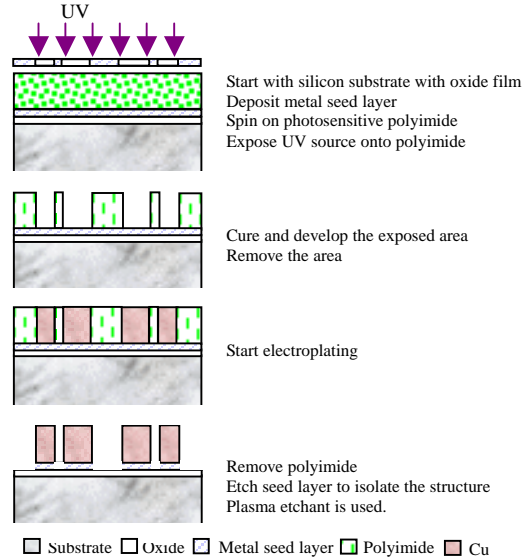 UV
Start with silicon substrate with oxide film
Deposit metal seed layer
Spin on photosensitive polyimide
Expose UV source onto polyimide
Cure and develop the exposed area
Remove the area
Start electroplating
Remove polyimide
Etch seed layer to isolate the structure
Plasma etchant is used.
Substrate Oxide Metal seed layer Polyimide Cu